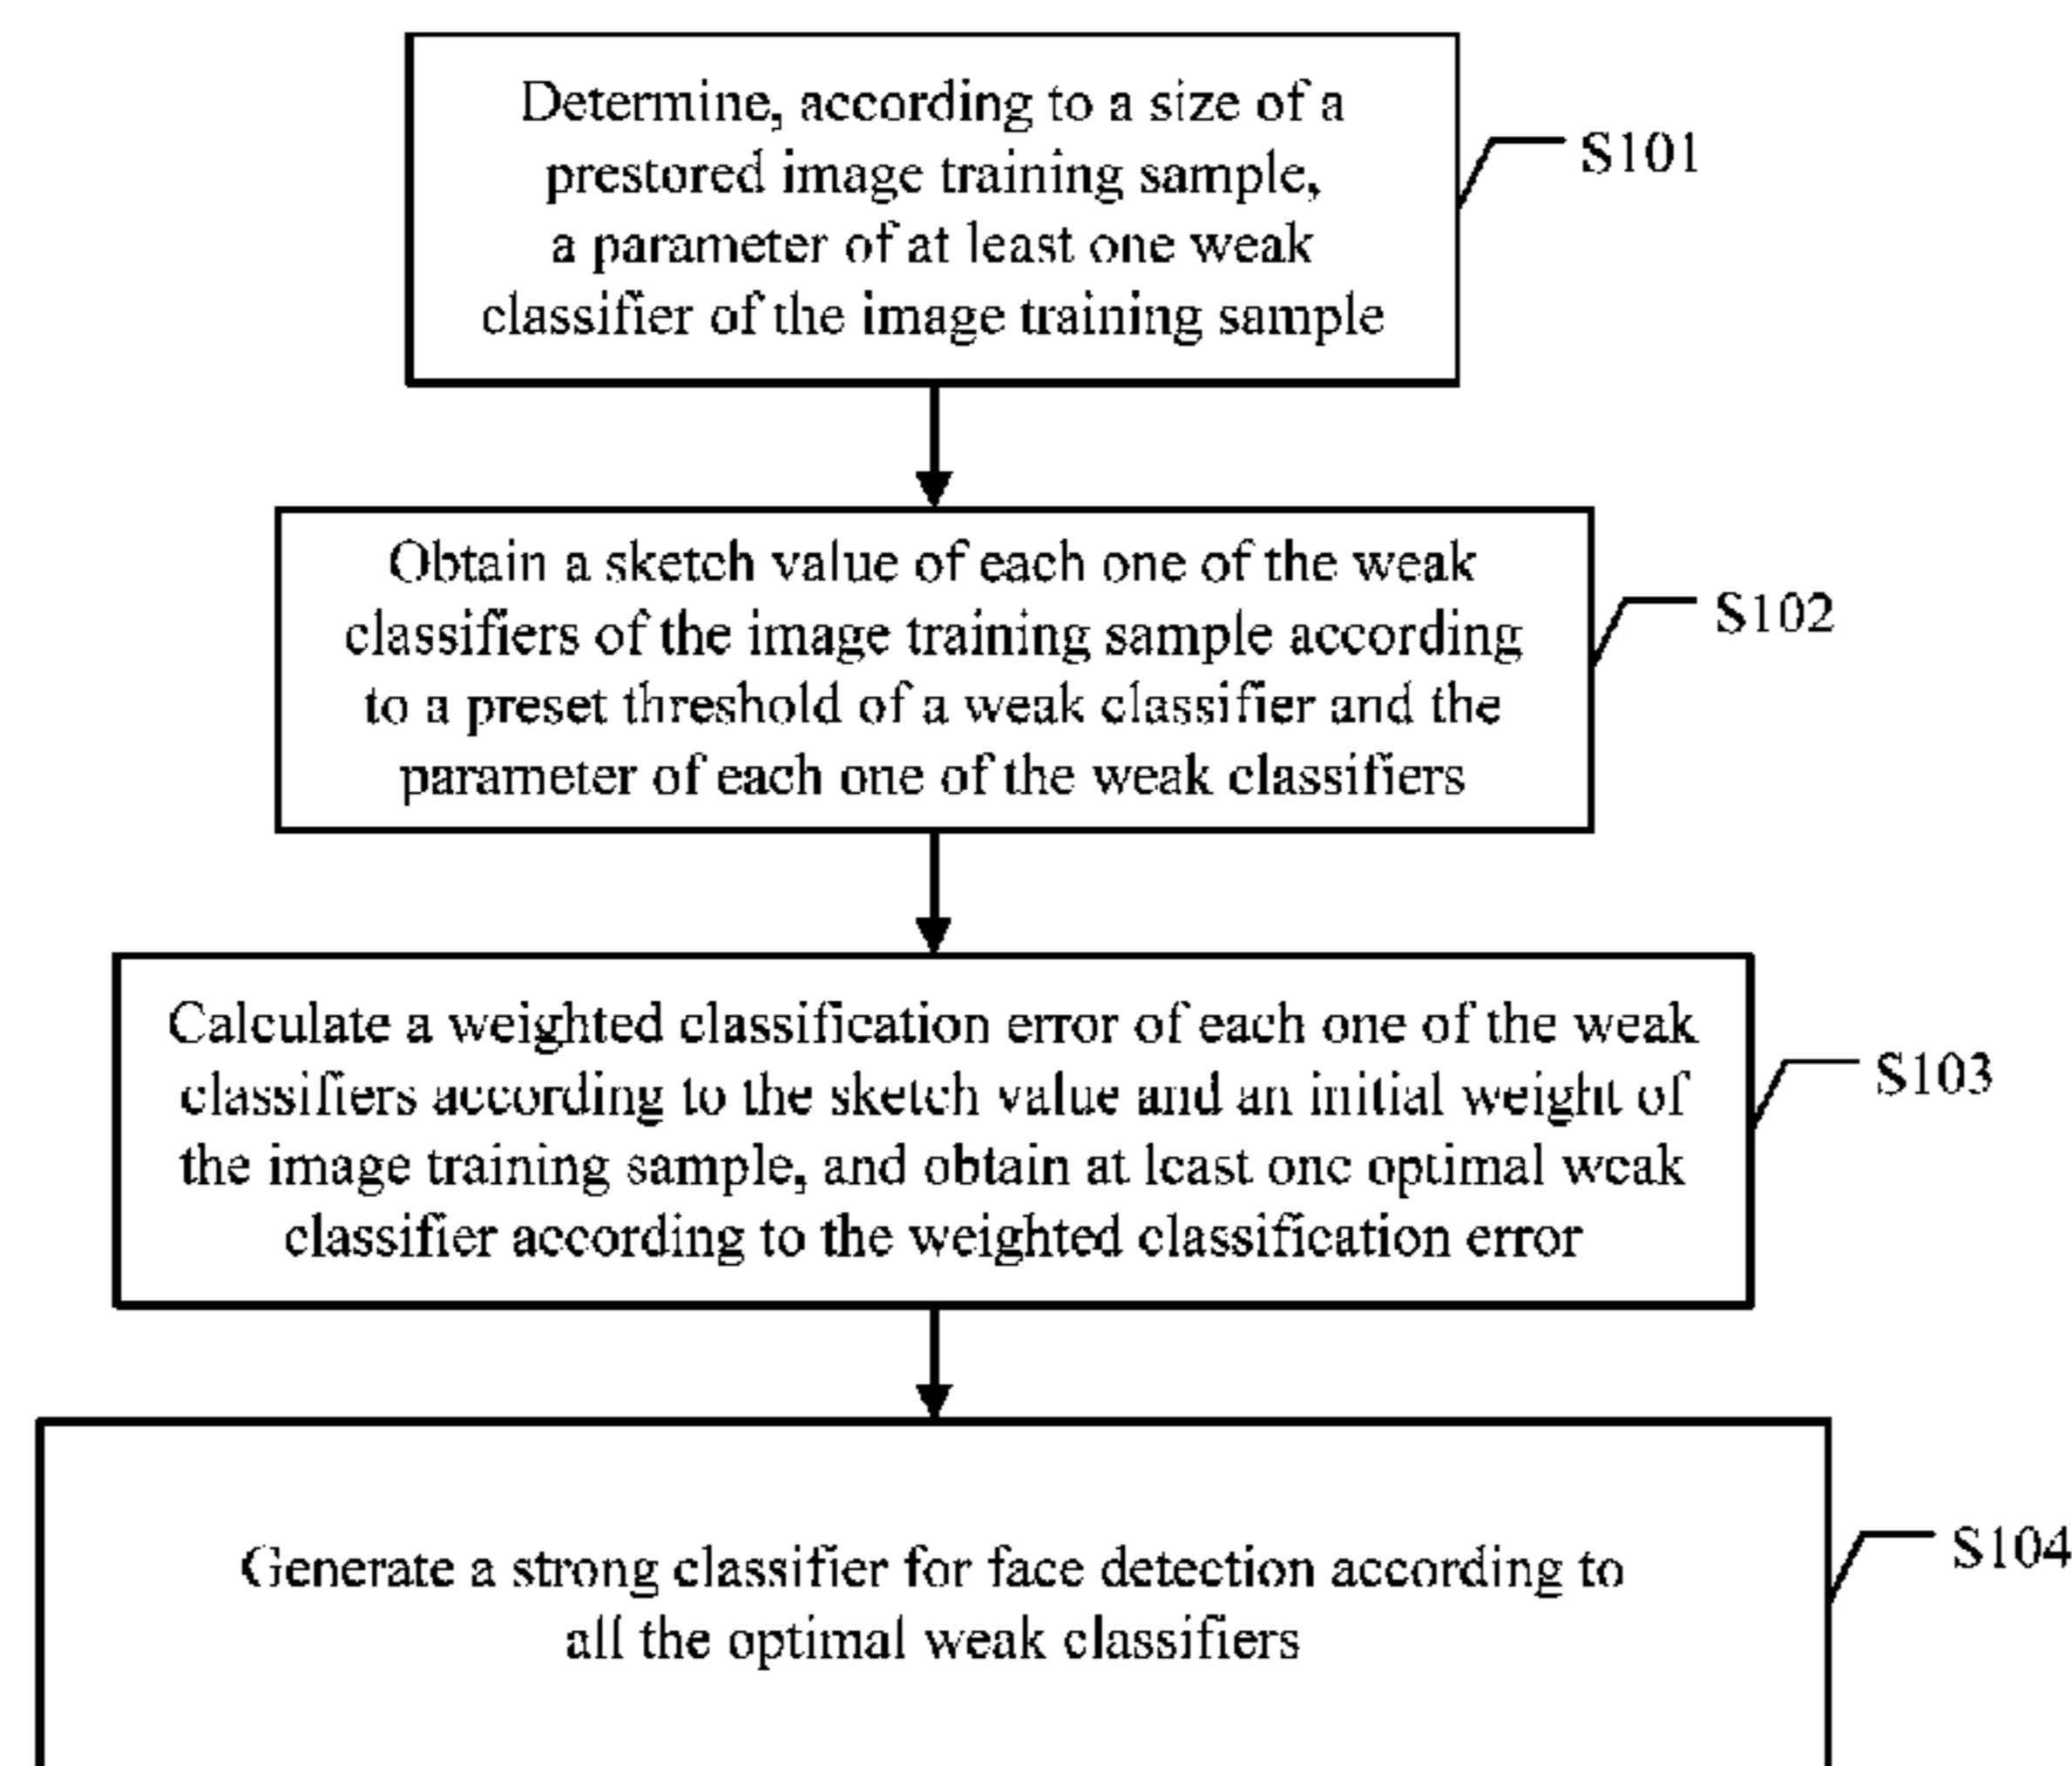 Determine, according to a size of a
prestored image training sample,
a parameter of at least one weak
classifier of the image training sample
S101
Obtain a sketch value of each one of the weak
classifiers of the image training sample according
to a preset threshold of a weak classifier and the
parameter of each one of the weak classifiers
S102
Calculate a weighted classification error of each one of the weak
classifiers according to the sketch value and an initial weight of
the image training sample, and obtain at least one optimal weak
classifier according to the weighted classification error
S103
Generate a strong classifier for face detection according to
all the optimal weak classifiers
S104